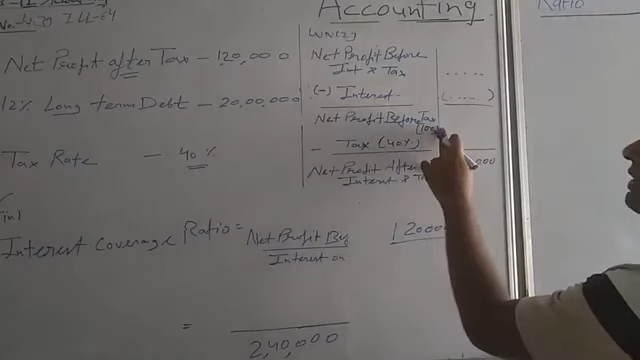 Accounting
Ratio
Net Profit after Tax - 120,000
12% Long term Debt - 20,00,000
Tax Rate - 40%
WN(2)
Net Profit Before
Int & Tax .....
(-) Interest (.....)
Net Profit Before Tax
- Tax (40%)
Net Profit After
Interest &
Interest Coverage Ratio = Net Profit By
Interest on
12000
= 2,40,000